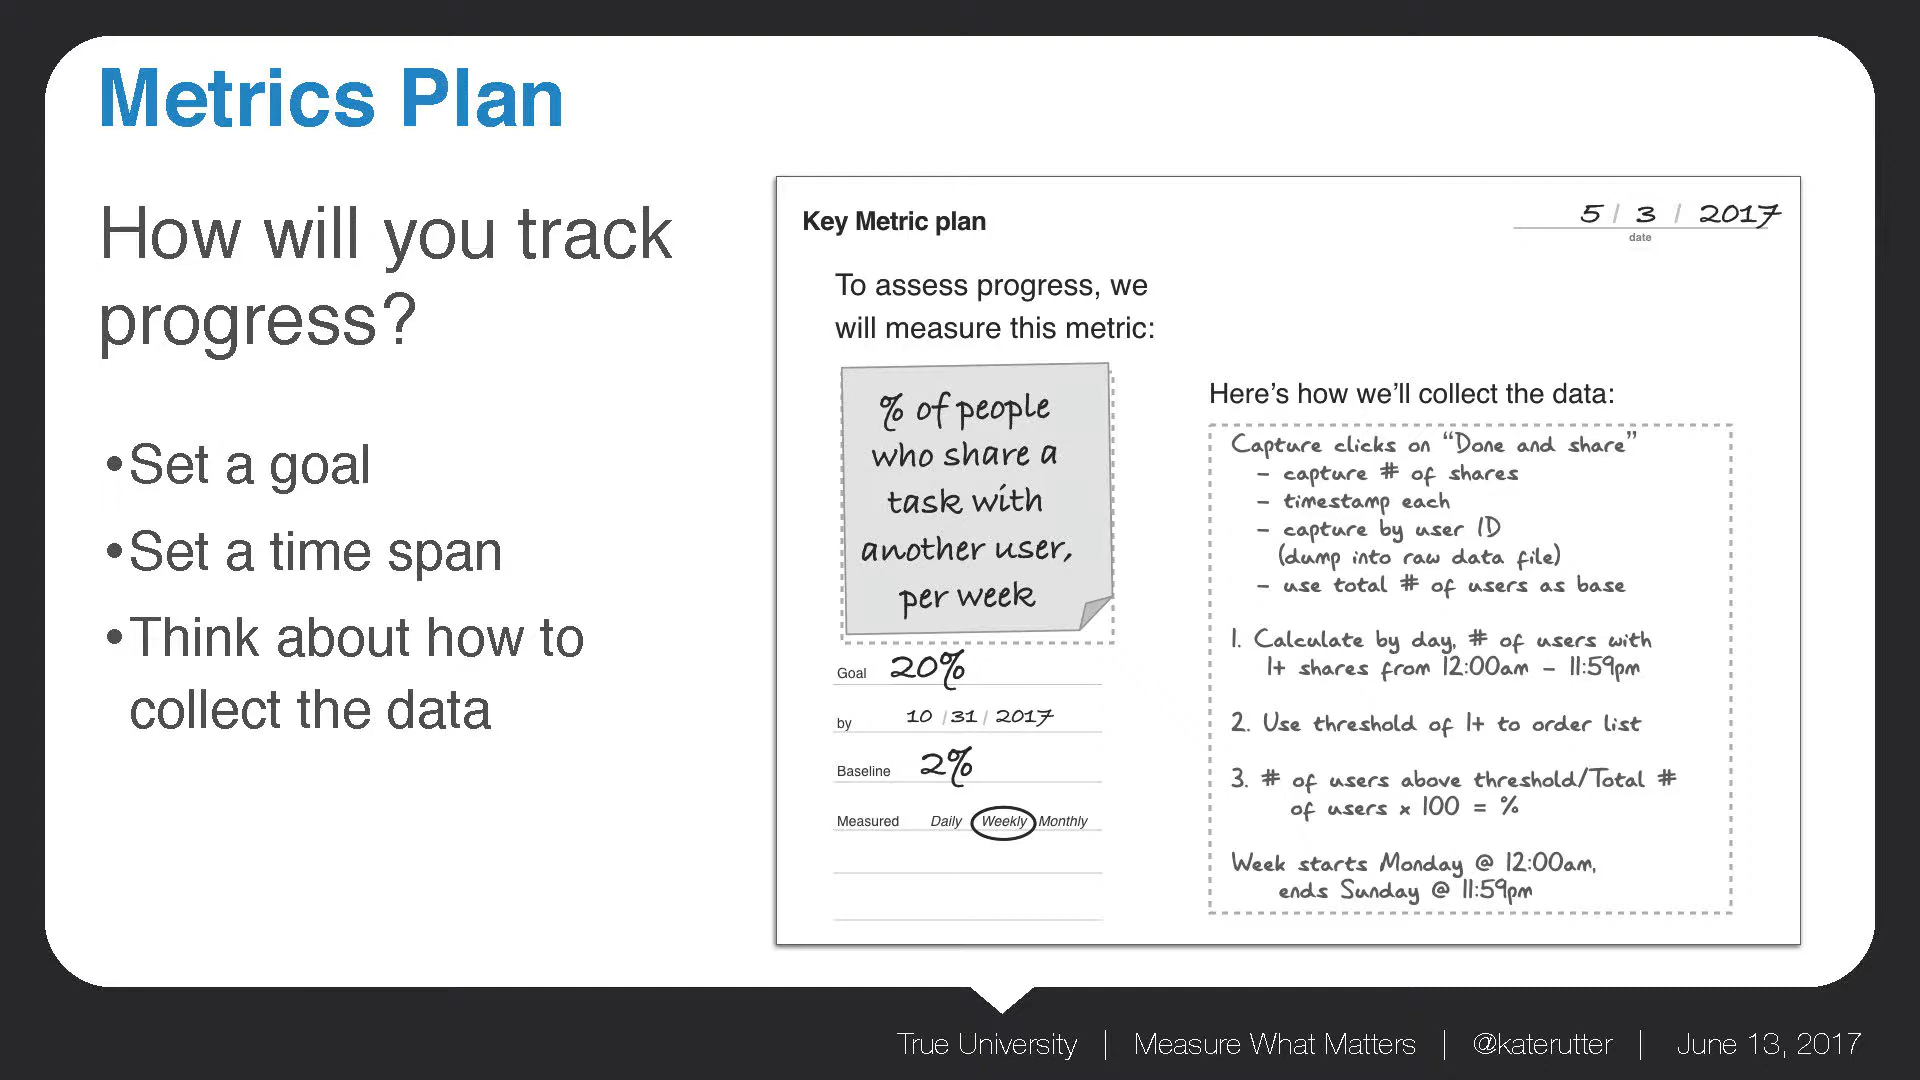 Metrics Plan
How will you track
progress?
•Set a goal
•Set a time span
•Think about how to
collect the data
Key Metric plan
5 / 3 / 2017
date
To assess progress, we
will measure this metric:
% of people
who share a
task with
another user,
per week
Goal 20%
by 10 / 31 / 2017
Baseline 2%
Measured Daily Weekly Monthly
Here's how we'll collect the data:
Capture clicks on “Done and share”
– capture # of shares
– timestamp each
– capture by user ID
(dump into raw data file)
– use total # of users as base
1. Calculate by day, # of users with
1+ shares from 12:00am – 11:59pm
2. Use threshold of 1+ to order list
3. # of users above threshold/Total #
of users x 100 = %
Week starts Monday @ 12:00am,
ends Sunday @ 11:59pm
True University | Measure What Matters | @katerutter | June 13, 2017